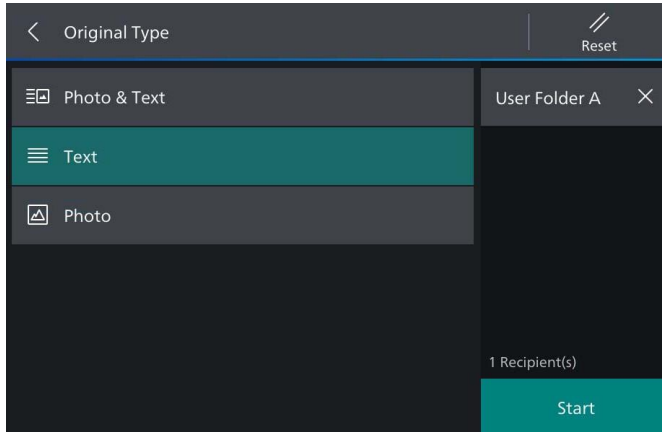 Original Type
Reset
Photo & Text
Text
Photo
User Folder A
1 Recipient(s)
Start